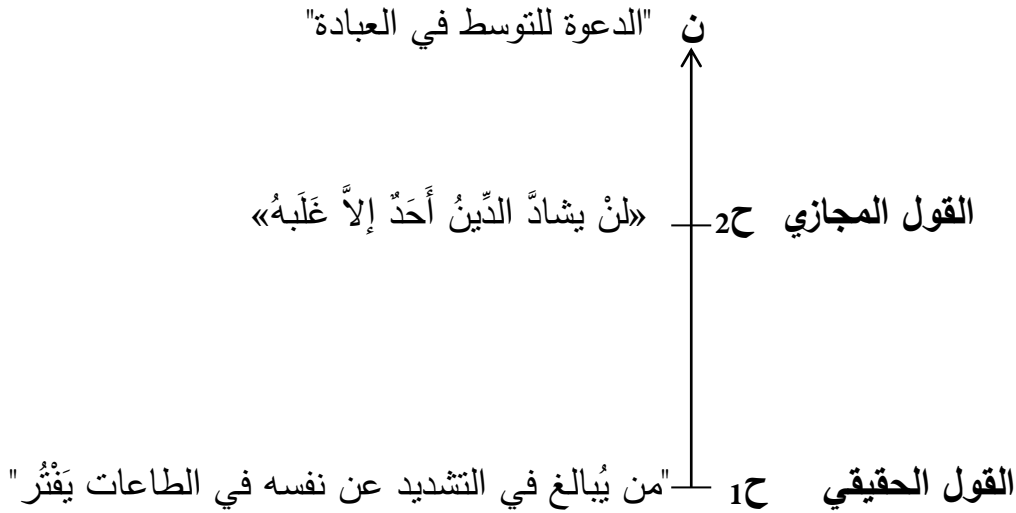 ن "الدعوة للتوسط في العبادة"
القول المجازي ح2 «لنْ يشادَّ الدِّينُ أَحَدٌ إِلاَّ غَلَبهُ»
القول الحقيقي ح1 "من يُبالغ في التشديد عن نفسه في الطاعات يَفْتُر"